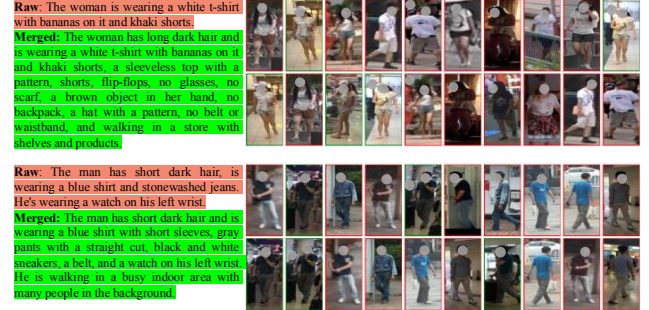 Raw: The woman is wearing a white t-shirt
with bananas on it and khaki shorts.
Merged: The woman has long dark hair and
is wearing a white t-shirt with bananas on it
and khaki shorts, a sleeveless top with a
pattern, shorts, flip-flops, no glasses, no
scarf, a brown object in her hand, no
backpack, a hat with a pattern, no belt or
waistband, and walking in a store with
shelves and products.
Raw: The man has short dark hair, is
wearing a blue shirt and stonewashed jeans.
He's wearing a watch on his left wrist.
Merged: The man has short dark hair and is
wearing a blue shirt with short sleeves, gray
pants with a straight cut, black and white
sneakers, a belt, and a watch on his left wrist.
He is walking in a busy indoor area with
many people in the background.